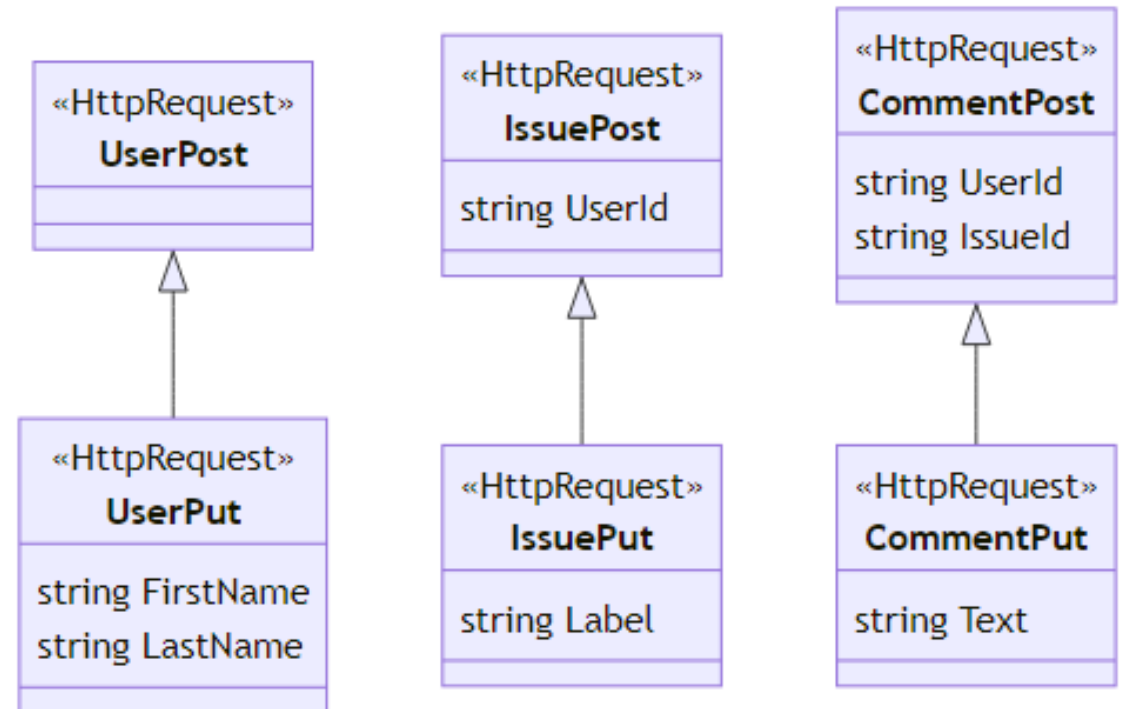 «HttpRequest»
UserPost
«HttpRequest»
IssuePost
string UserId
«HttpRequest»
CommentPost
string UserId
string IssueId
«HttpRequest»
UserPut
string FirstName
string LastName
«HttpRequest»
IssuePut
string Label
«HttpRequest»
CommentPut
string Text